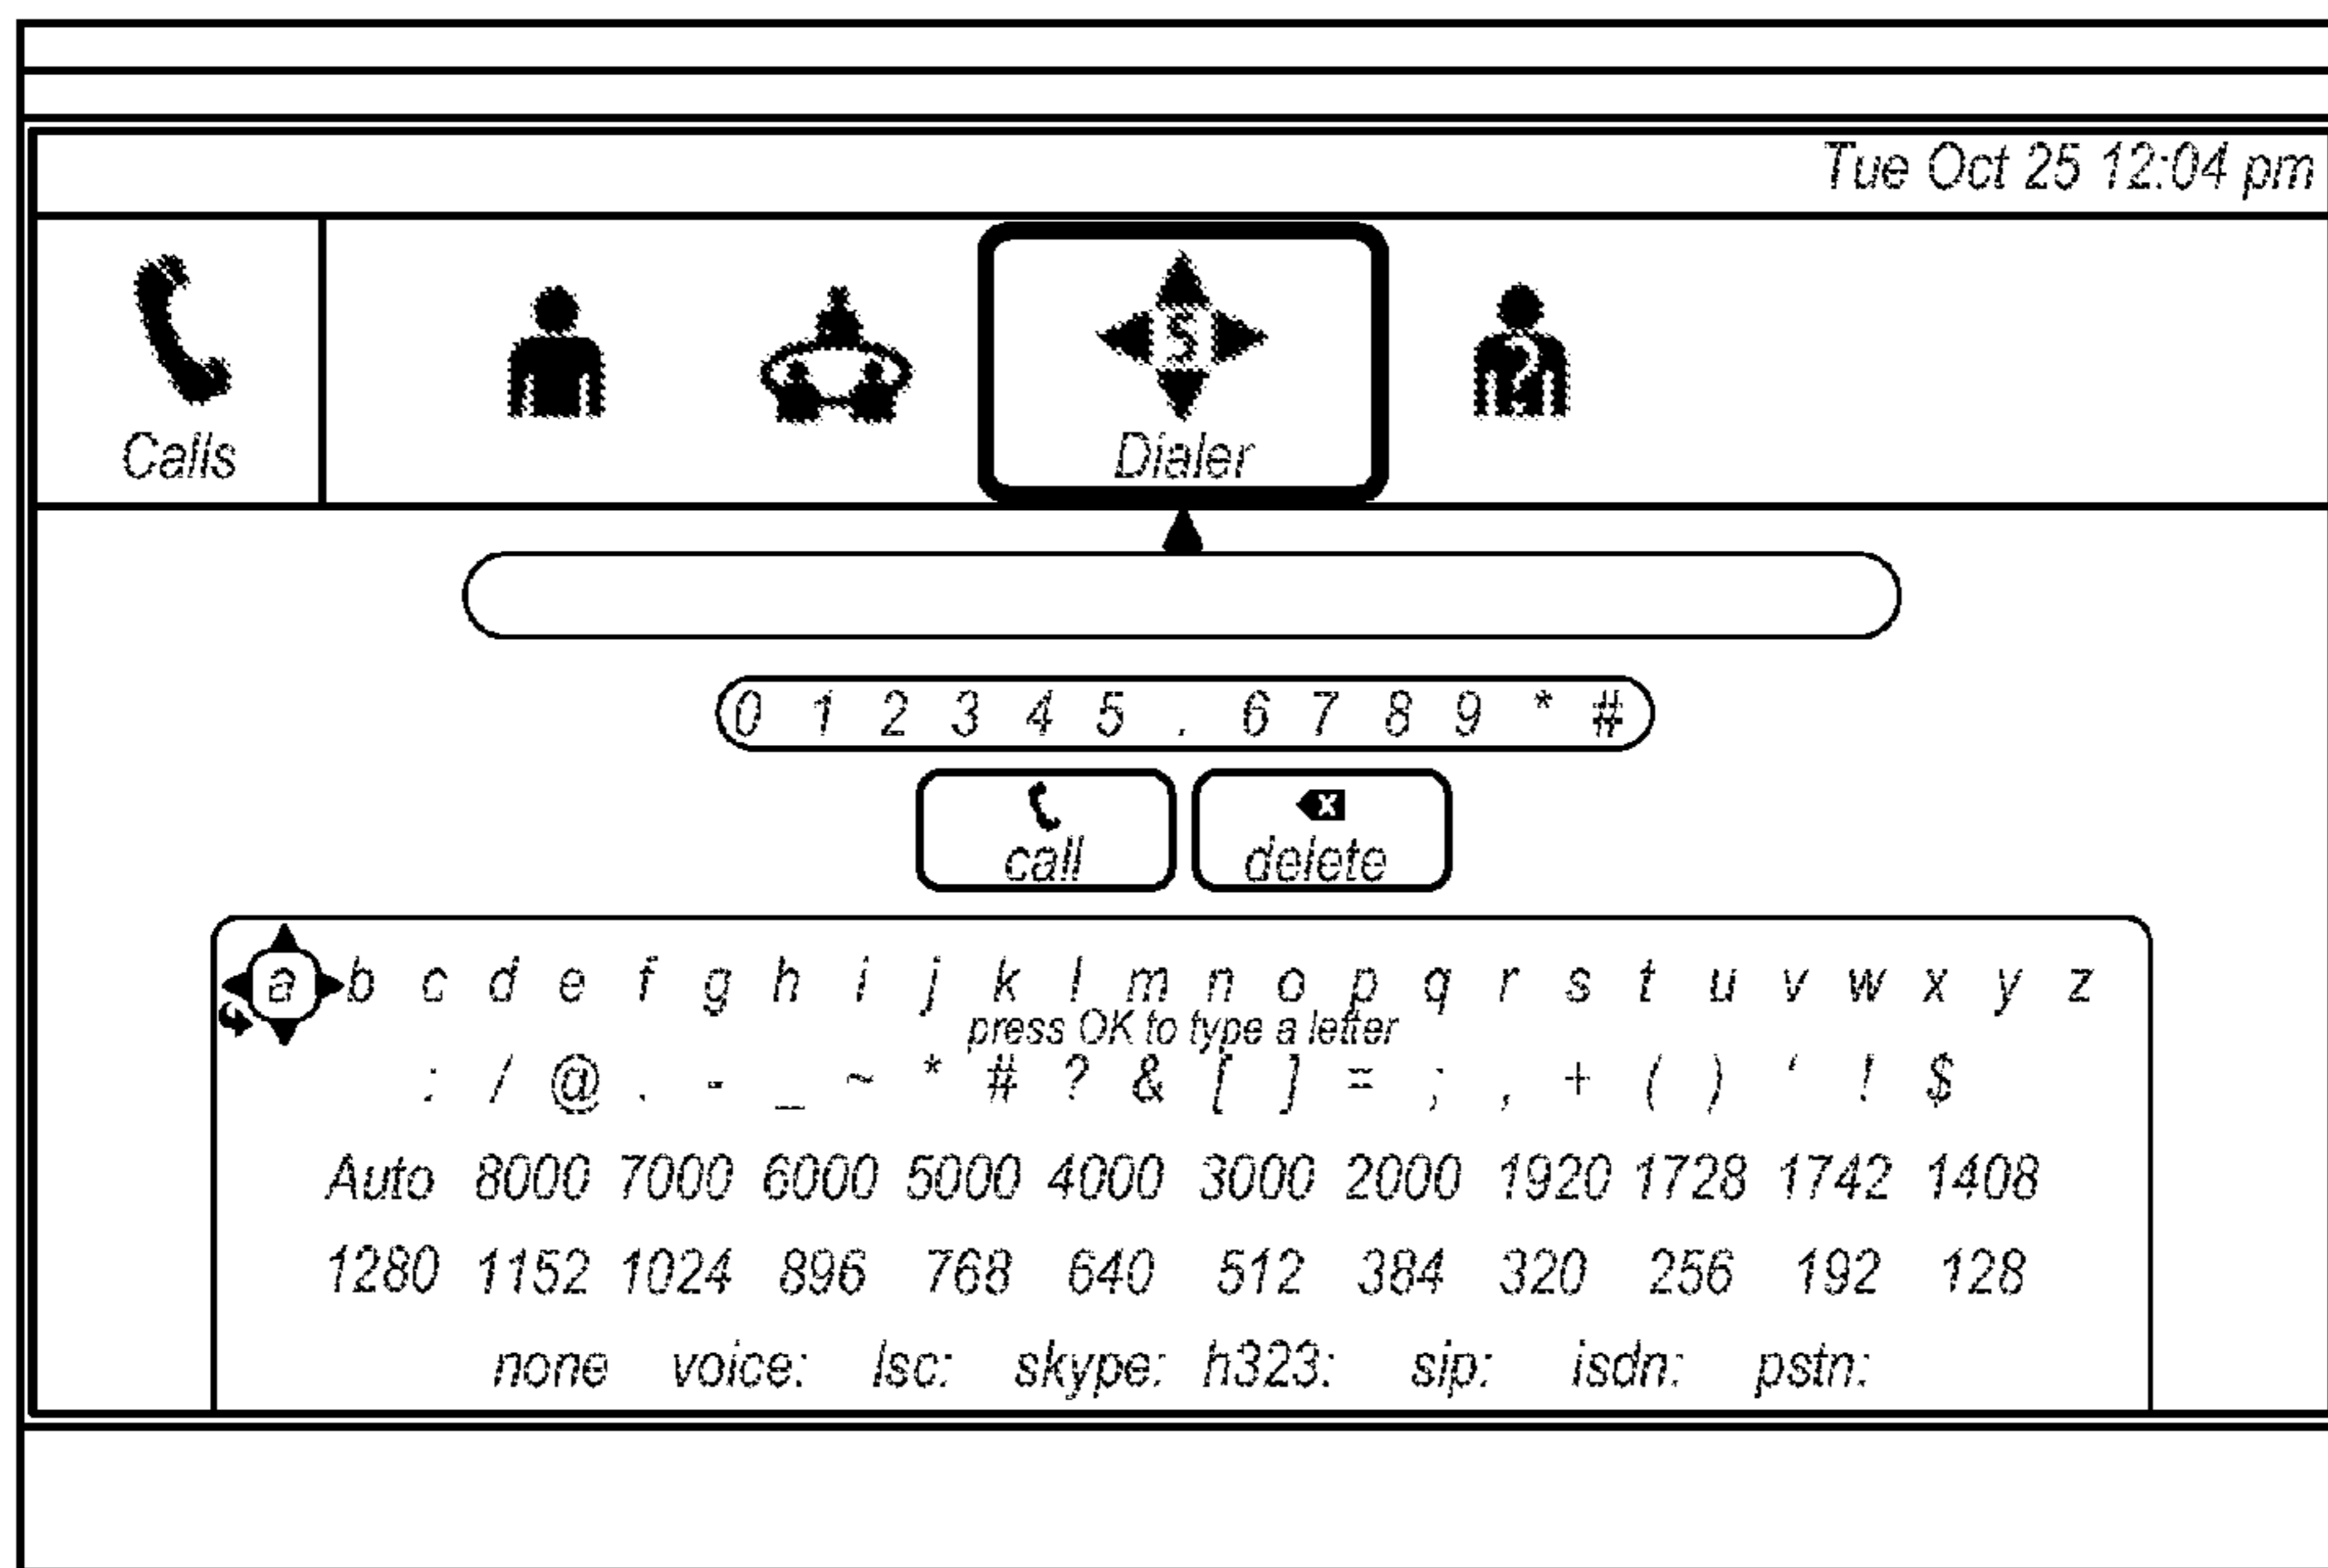 Tue Oct 25 12:04 pm
Calls
Dialer
0 1 2 3 4 5 . 6 7 8 9 * #
call delete
a b c d e f g h i j k l m n o p q r s t u v w x y z
press OK to type a letter
: / @ . - _ ~ * # ? & [ ] = ; , + ( ) ' ! $
Auto 8000 7000 6000 5000 4000 3000 2000 1920 1728 1742 1408
1280 1152 1024 896 768 640 512 384 320 256 192 128
none voice: lsc: skype: h323: sip: isdn: pstn: